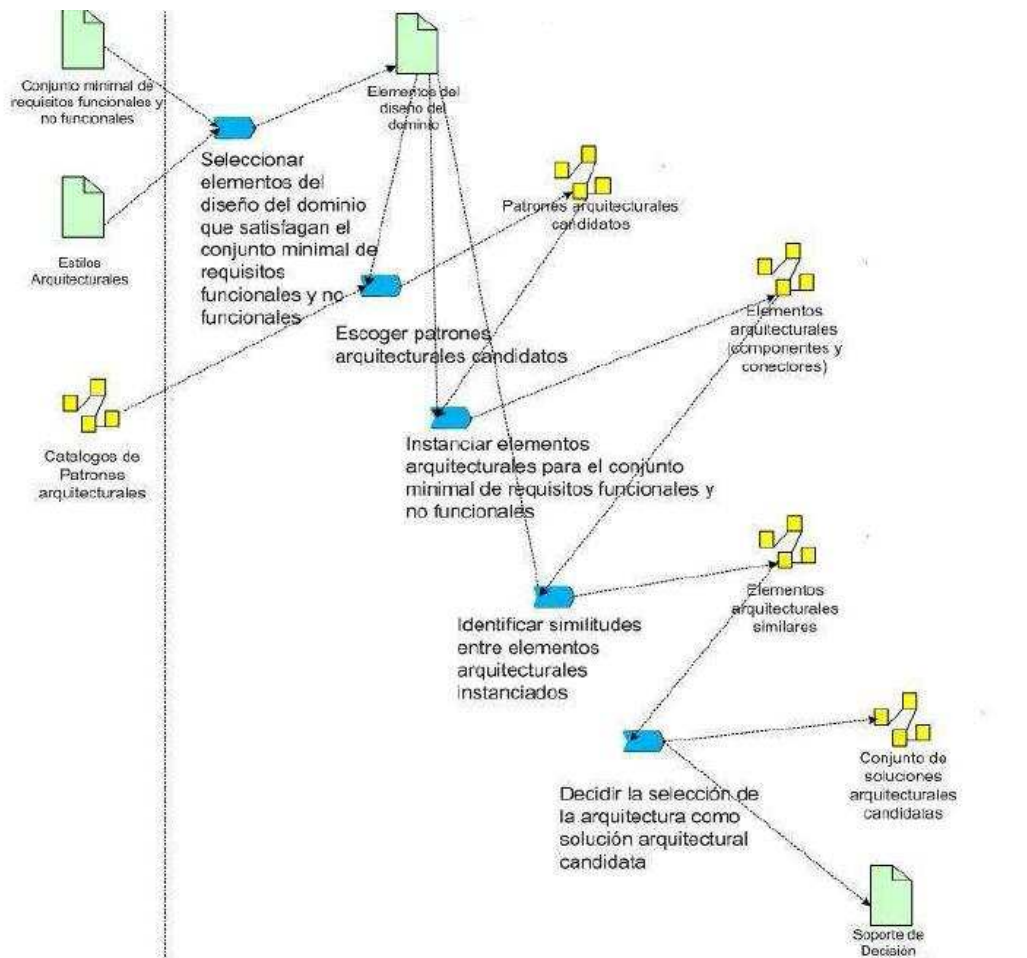 Conjunto minimal de
requisitos funcionales y
no funcionales
Elementos del
diseño del
dominio
Seleccionar
elementos del
diseño del dominio
que satisfagan el
conjunto minimal de
requisitos
funcionales y no
funcionales
Estilos
Arquitecturales
Patrones arquitecturales
candidatos
Escoger patrones
arquitecturales candidatos
Elementos
arquitecturales
(componentes y
conectores)
Catalogos de
Patrones
arquitecturales
Instanciar elementos
arquitecturales para el conjunto
minimal de requisitos funcionales y
no funcionales
Identificar similitudes
entre elementos
arquitecturales
instanciados
Elementos
arquitecturales
similares
Decidir la selección de
la arquitectura como
solución arquitectural
candidata
Conjunto de
soluciones
arquitecturales
candidatas
Soporte de
Decisión